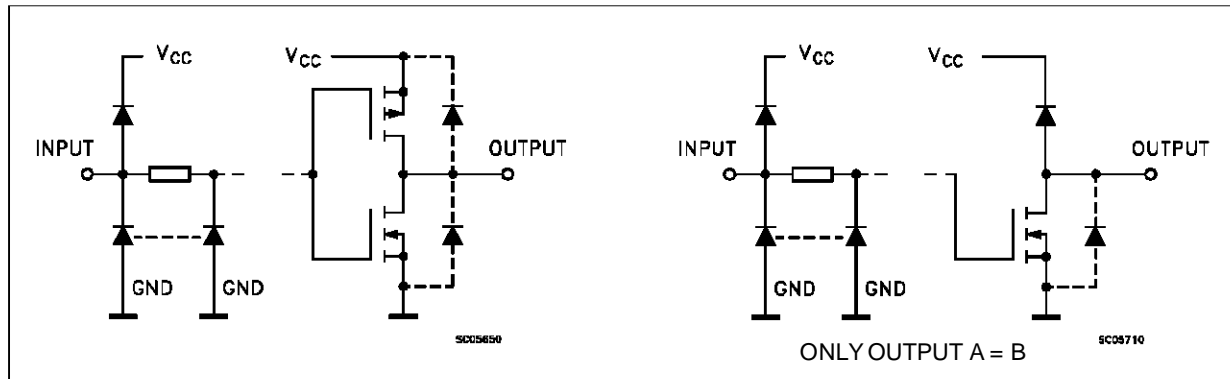 VCC
VCC
INPUT
OUTPUT
GND
GND
SC05650
VCC
VCC
INPUT
OUTPUT
GND
GND
SC05710
ONLY OUTPUT A = B